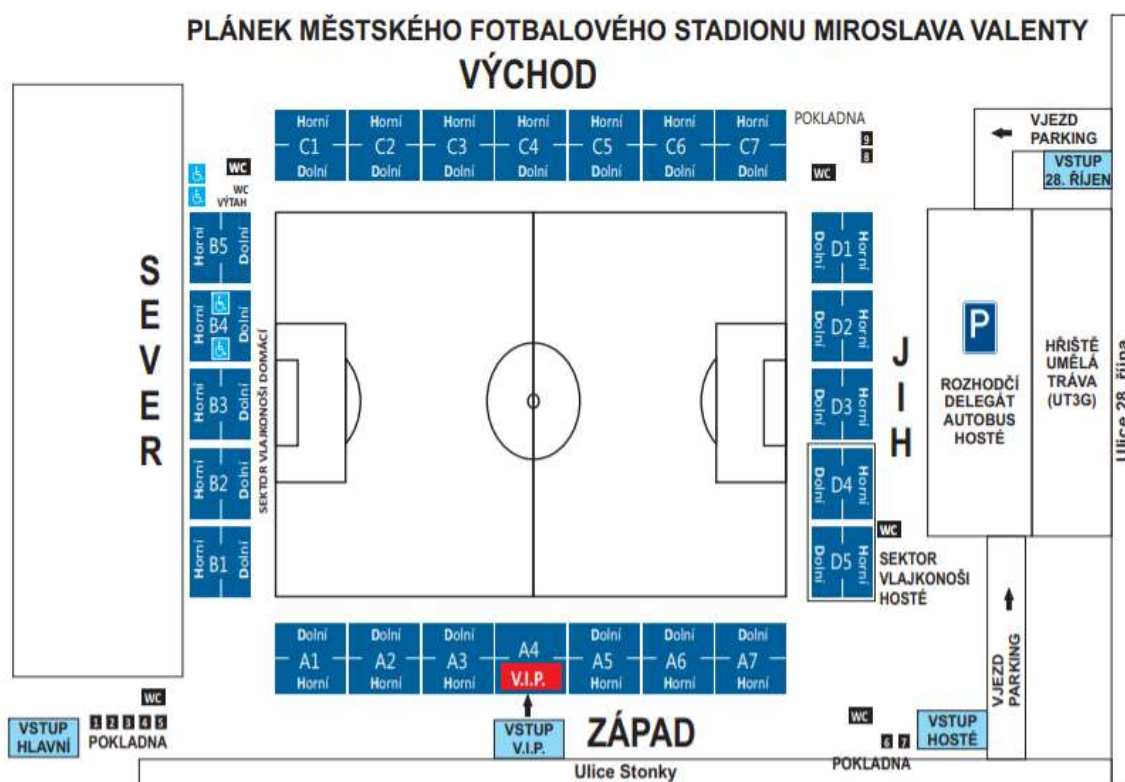 PLÁNEK MĚSTSKÉHO FOTBALOVÉHO STADIONU MIROSLAVA VALENTY
VÝCHOD
Horní Horní Horní Horní Horní Horní Horní
C1 C2 C3 C4 C5 C6 C7
Dolní Dolní Dolní Dolní Dolní Dolní Dolní
POKLADNA
9
8
WC
VJEZD
PARKING
VSTUP
28. ŘÍJEN
WC
WC
VÝTAH
SEVER
Horní B5 Dolní
Horní B4 Dolní
Horní B3 Dolní
Horní B2 Dolní
Horní B1 Dolní
SEKTOR VLAJKONOŠI DOMÁCÍ
Dolní D1 Horní
Dolní D2 Horní
Dolní D3 Horní
Dolní D4 Horní
Dolní D5 Horní
JIH
WC
SEKTOR
VLAJKONOŠI
HOSTÉ
P
ROZHODČÍ
DELEGÁT
AUTOBUS
HOSTÉ
HŘIŠTĚ
UMĚLÁ
TRÁVA
(UT3G)
Ulice 28. října
Dolní Dolní Dolní Dolní Dolní Dolní
A1 A2 A3 A4 A5 A6 A7
Horní Horní Horní V.I.P. Horní Horní Horní
VJEZD
PARKING
WC
VSTUP
HLAVNÍ
1 2 3 4 5
POKLADNA
VSTUP
V.I.P.
ZÁPAD
WC
6 7
POKLADNA
VSTUP
HOSTÉ
Ulice Stonky